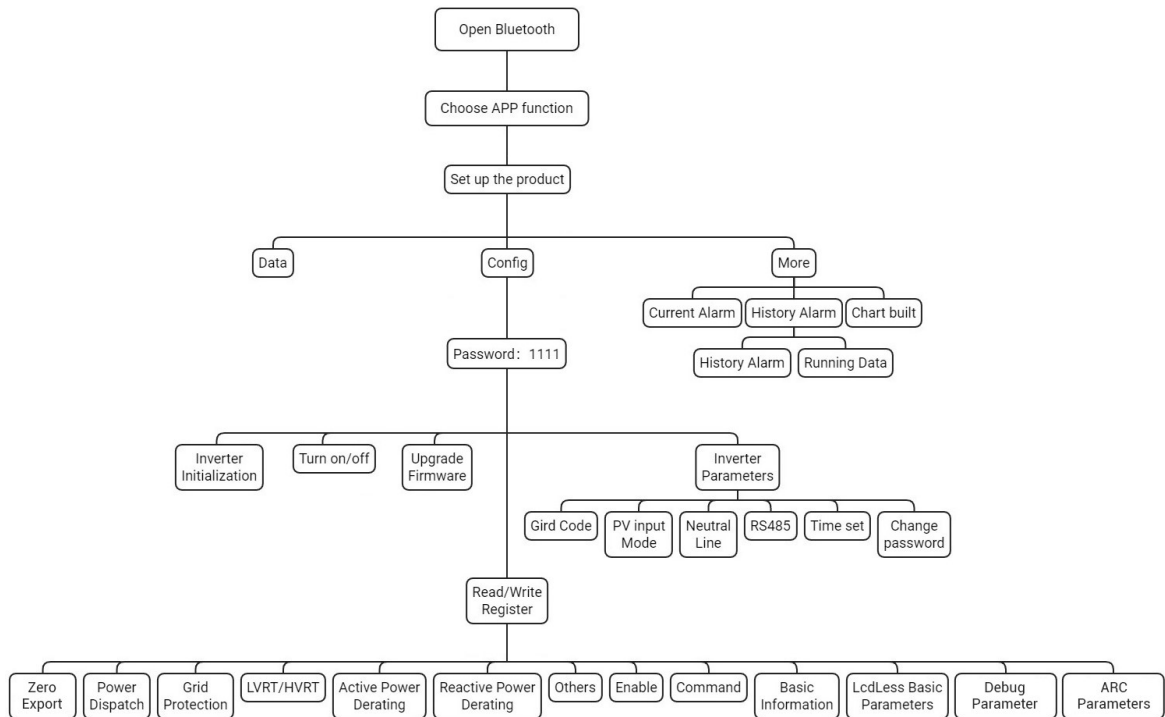 Open Bluetooth
Choose APP function
Set up the product
Data
Config
More
Current Alarm
History Alarm
Chart built
Password: 1111
History Alarm
Running Data
Inverter
Initialization
Turn on/off
Upgrade
Firmware
Inverter
Parameters
Gird Code
PV input
Mode
Neutral
Line
RS485
Time set
Change
password
Read/Write
Register
Zero
Export
Power
Dispatch
Grid
Protection
LVRT/HVRT
Active Power
Derating
Reactive Power
Derating
Others
Enable
Command
Basic
Information
LcdLess Basic
Parameters
Debug
Parameter
ARC
Parameters